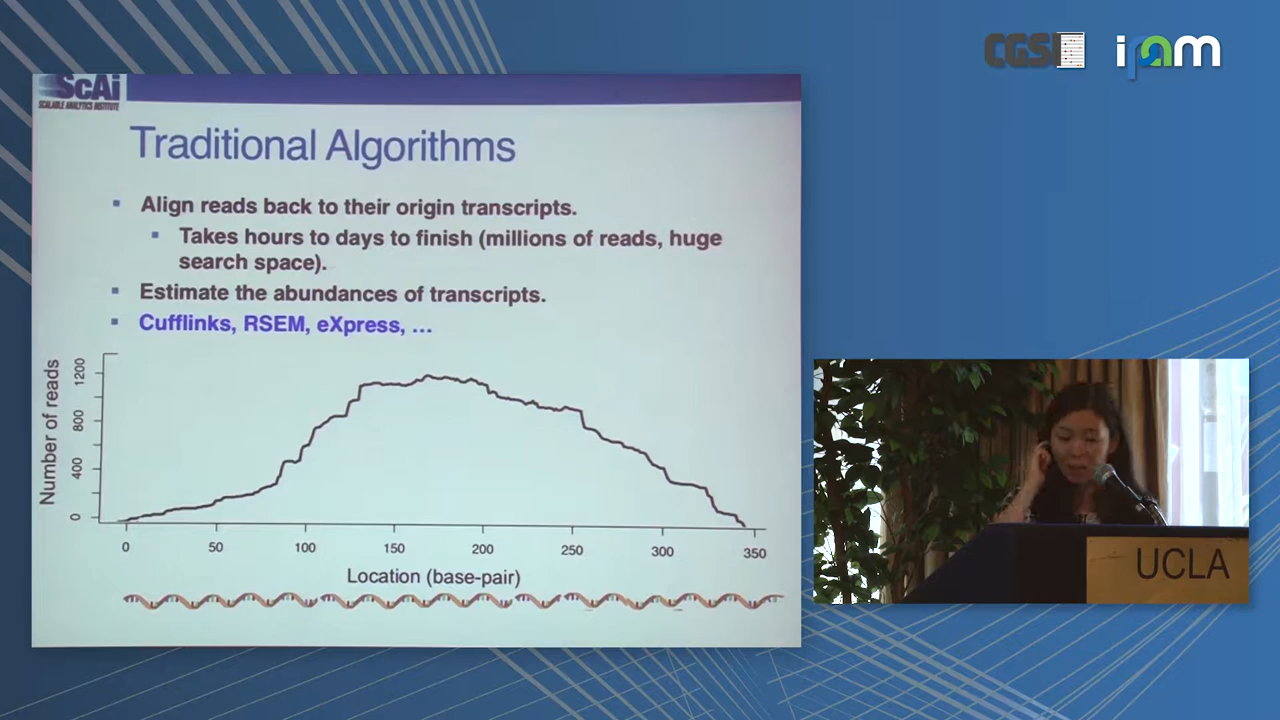 CGSI
ipam
ScAi
SCALABLE ANALYTICS INSTITUTE
Traditional Algorithms
Align reads back to their origin transcripts.
Takes hours to days to finish (millions of reads, huge
search space).
Estimate the abundances of transcripts.
Cufflinks, RSEM, eXpress, ...
Number of reads
1200
800
400
0
0 50 100 150 200 250 300 350
Location (base-pair)
UCLA